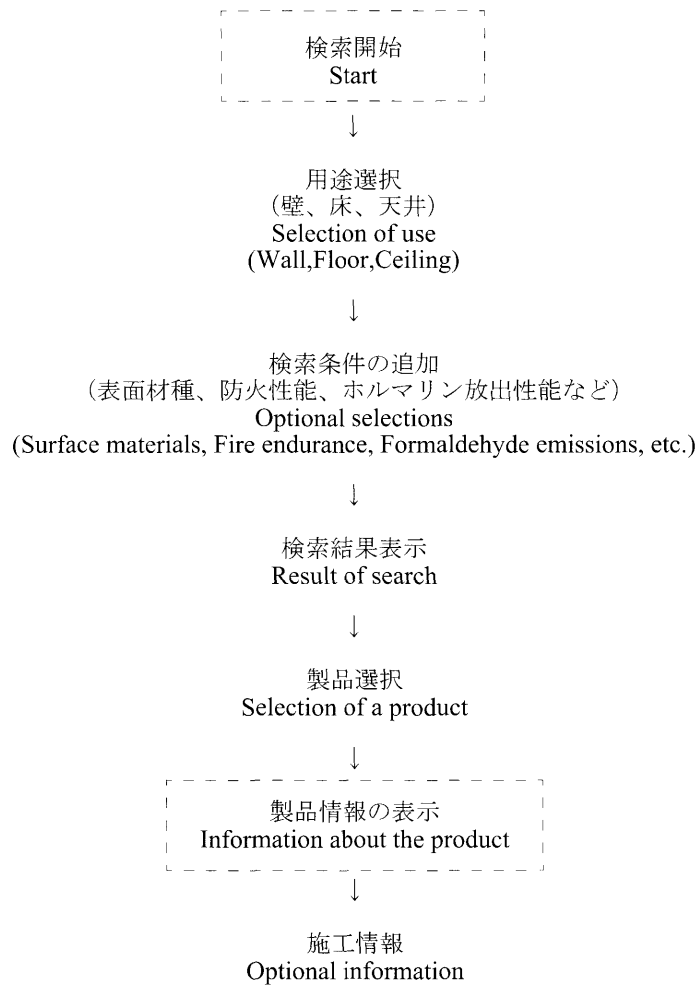 検索開始
Start
↓
用途選択
（壁、床、天井）
Selection of use
(Wall,Floor,Ceiling)
↓
検索条件の追加
（表面材種、防火性能、ホルマリン放出性能など）
Optional selections
(Surface materials, Fire endurance, Formaldehyde emissions, etc.)
↓
検索結果表示
Result of search
↓
製品選択
Selection of a product
↓
製品情報の表示
Information about the product
↓
施工情報
Optional information